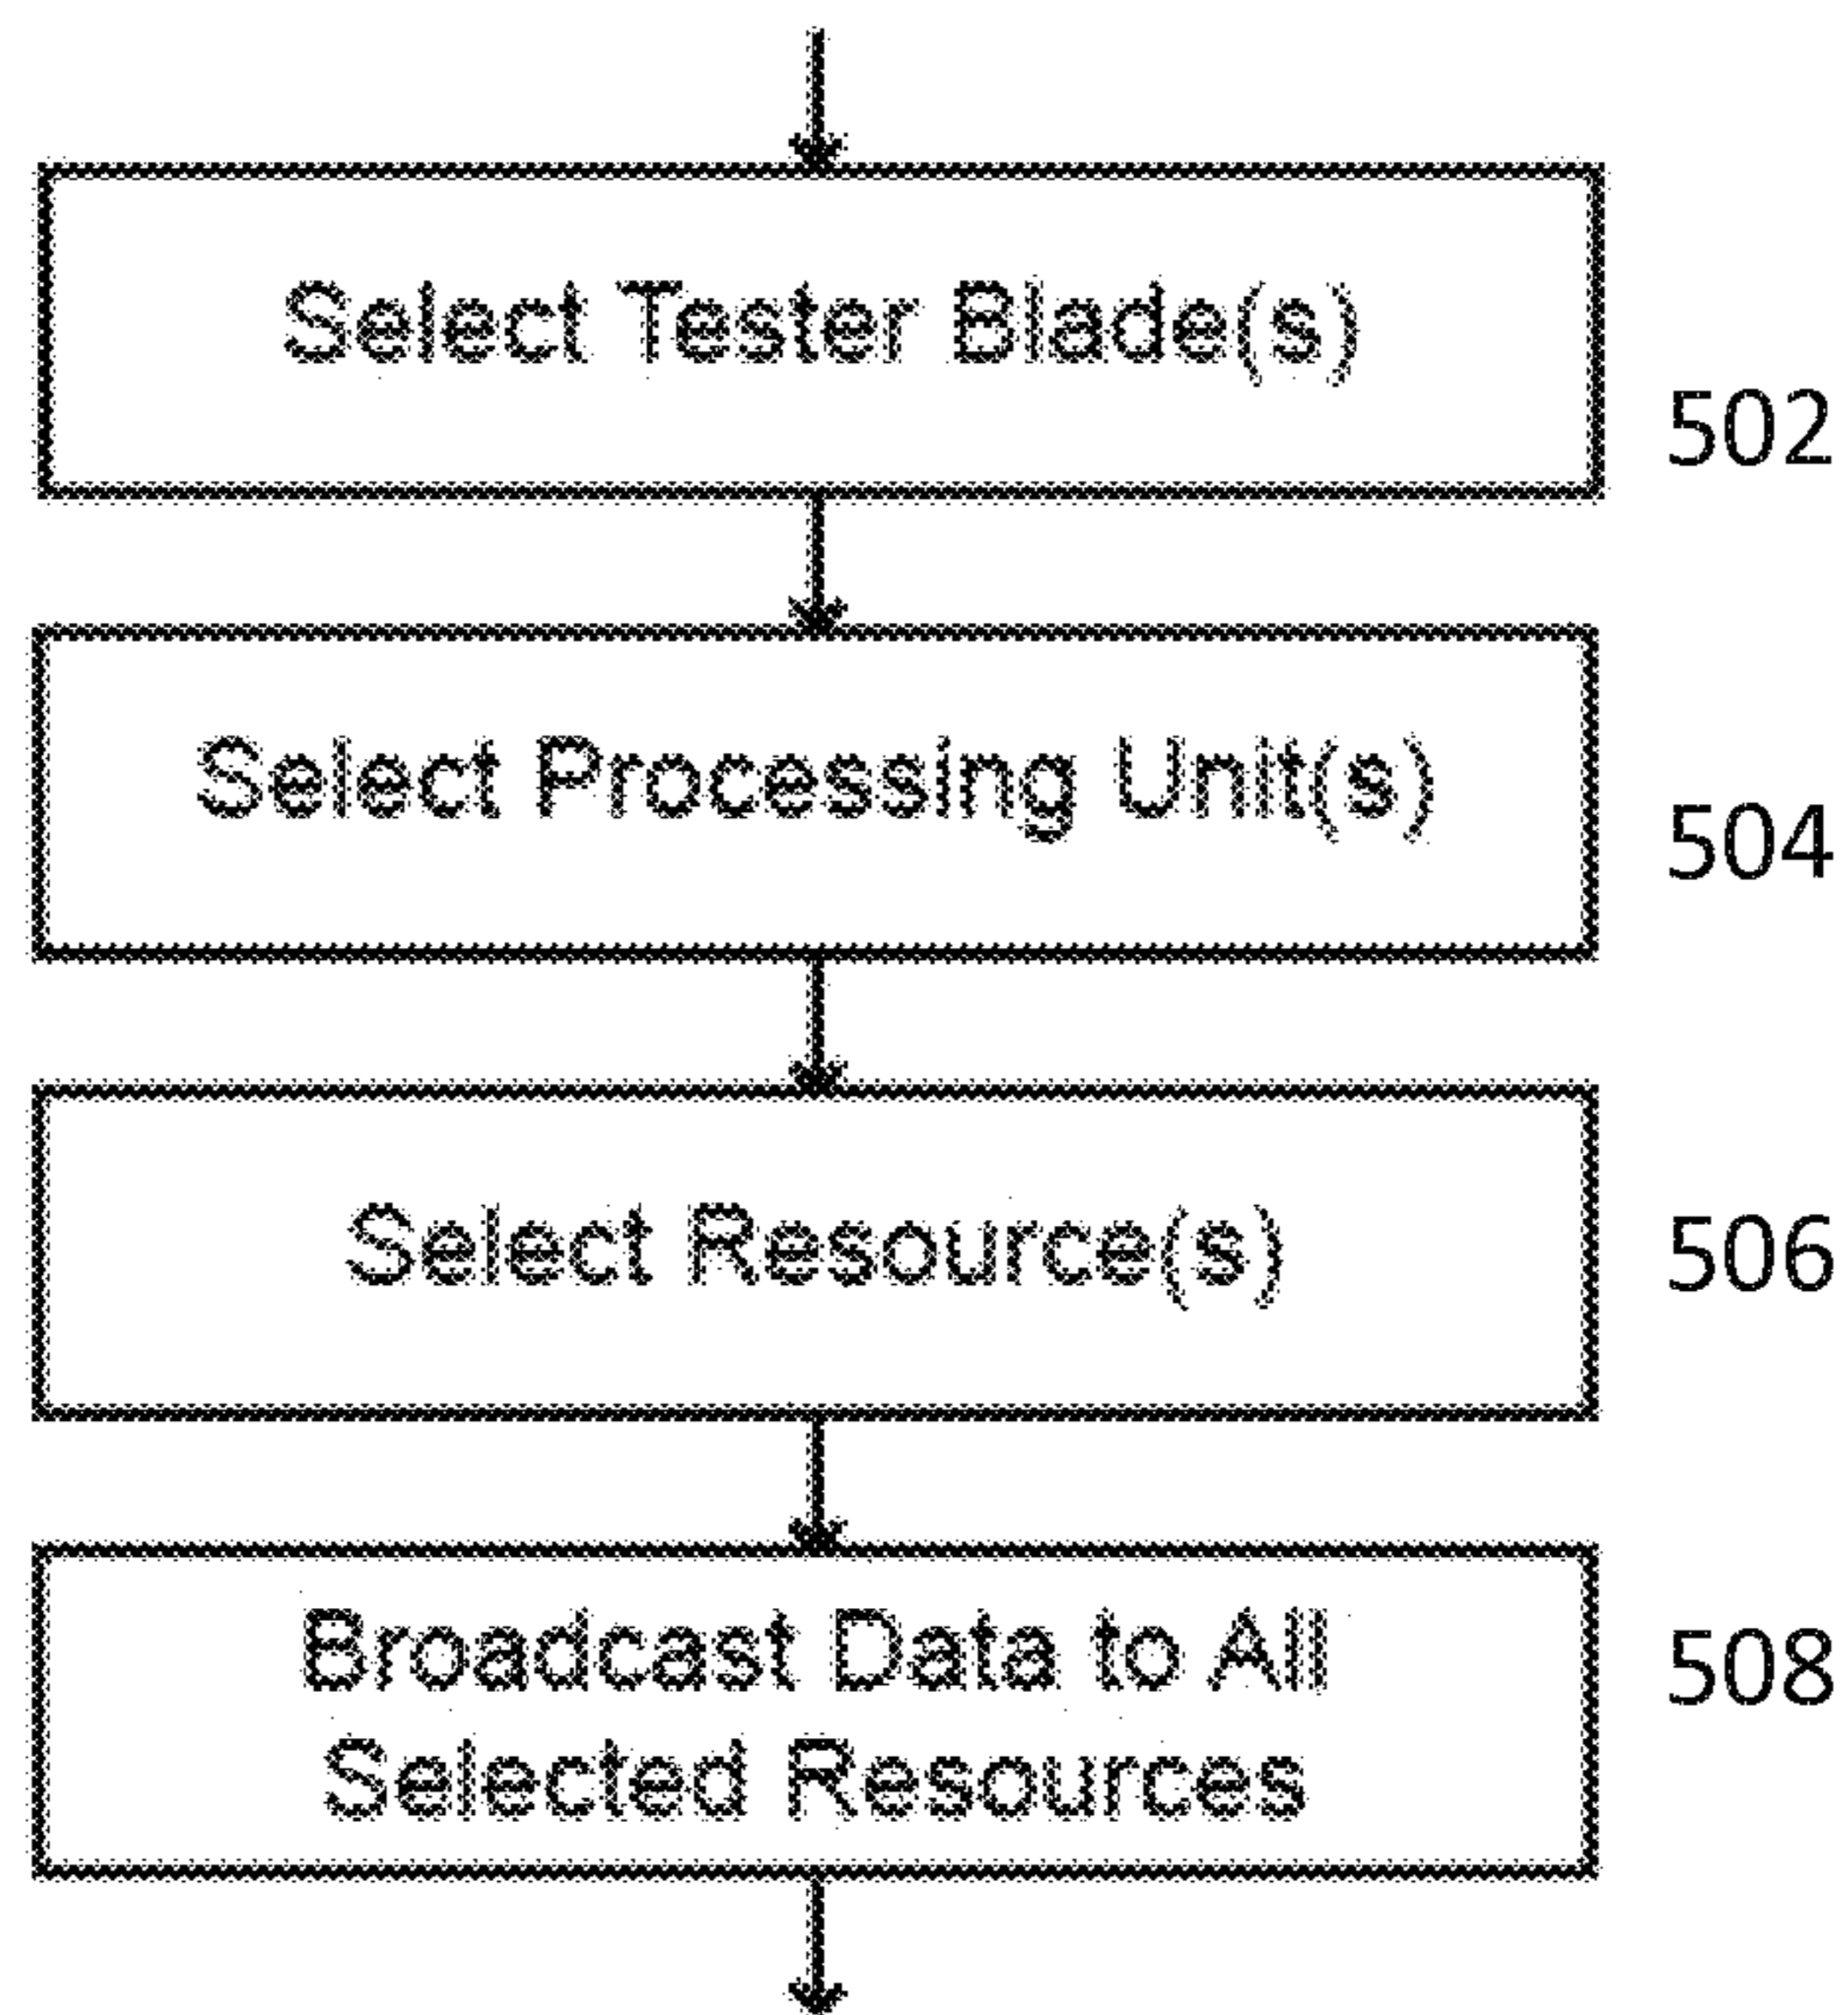 Select Tester Blade(s)
502
Select Processing Unit(s)
504
Select Resource(s)
506
Broadcast Data to All
Selected Resources
508